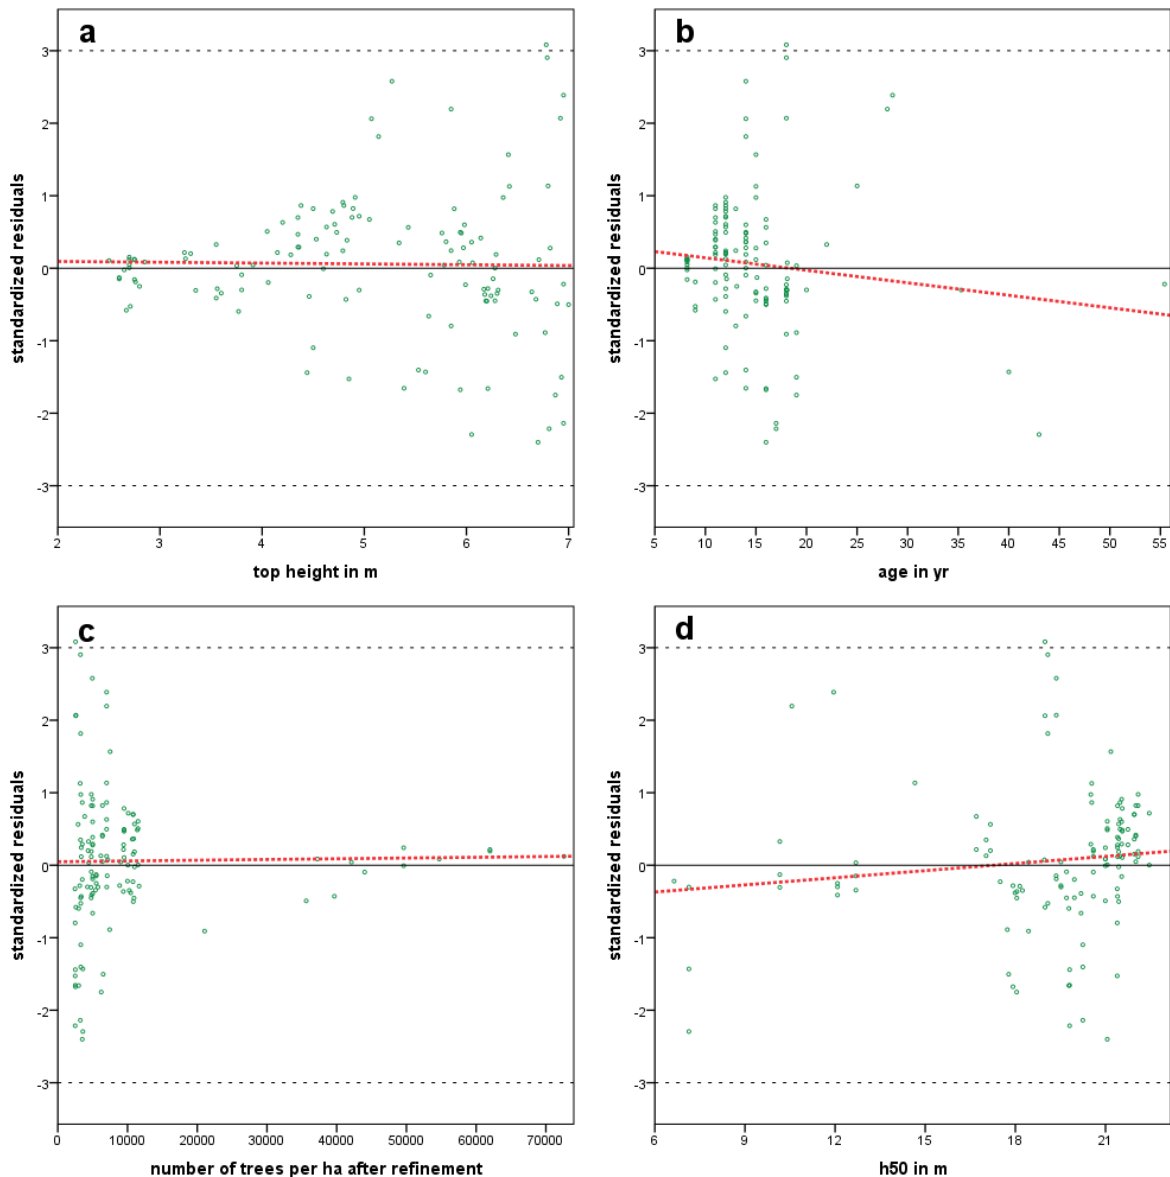 a
3
2
1
0
-1
-2
-3
standardized residuals
2 3 4 5 6 7
top height in m
b
3
2
1
0
-1
-2
-3
standardized residuals
5 10 15 20 25 30 35 40 45 50 55
age in yr
c
3
2
1
0
-1
-2
-3
standardized residuals
0 10000 20000 30000 40000 50000 60000 70000
number of trees per ha after refinement
d
3
2
1
0
-1
-2
-3
standardized residuals
6 9 12 15 18 21
h50 in m